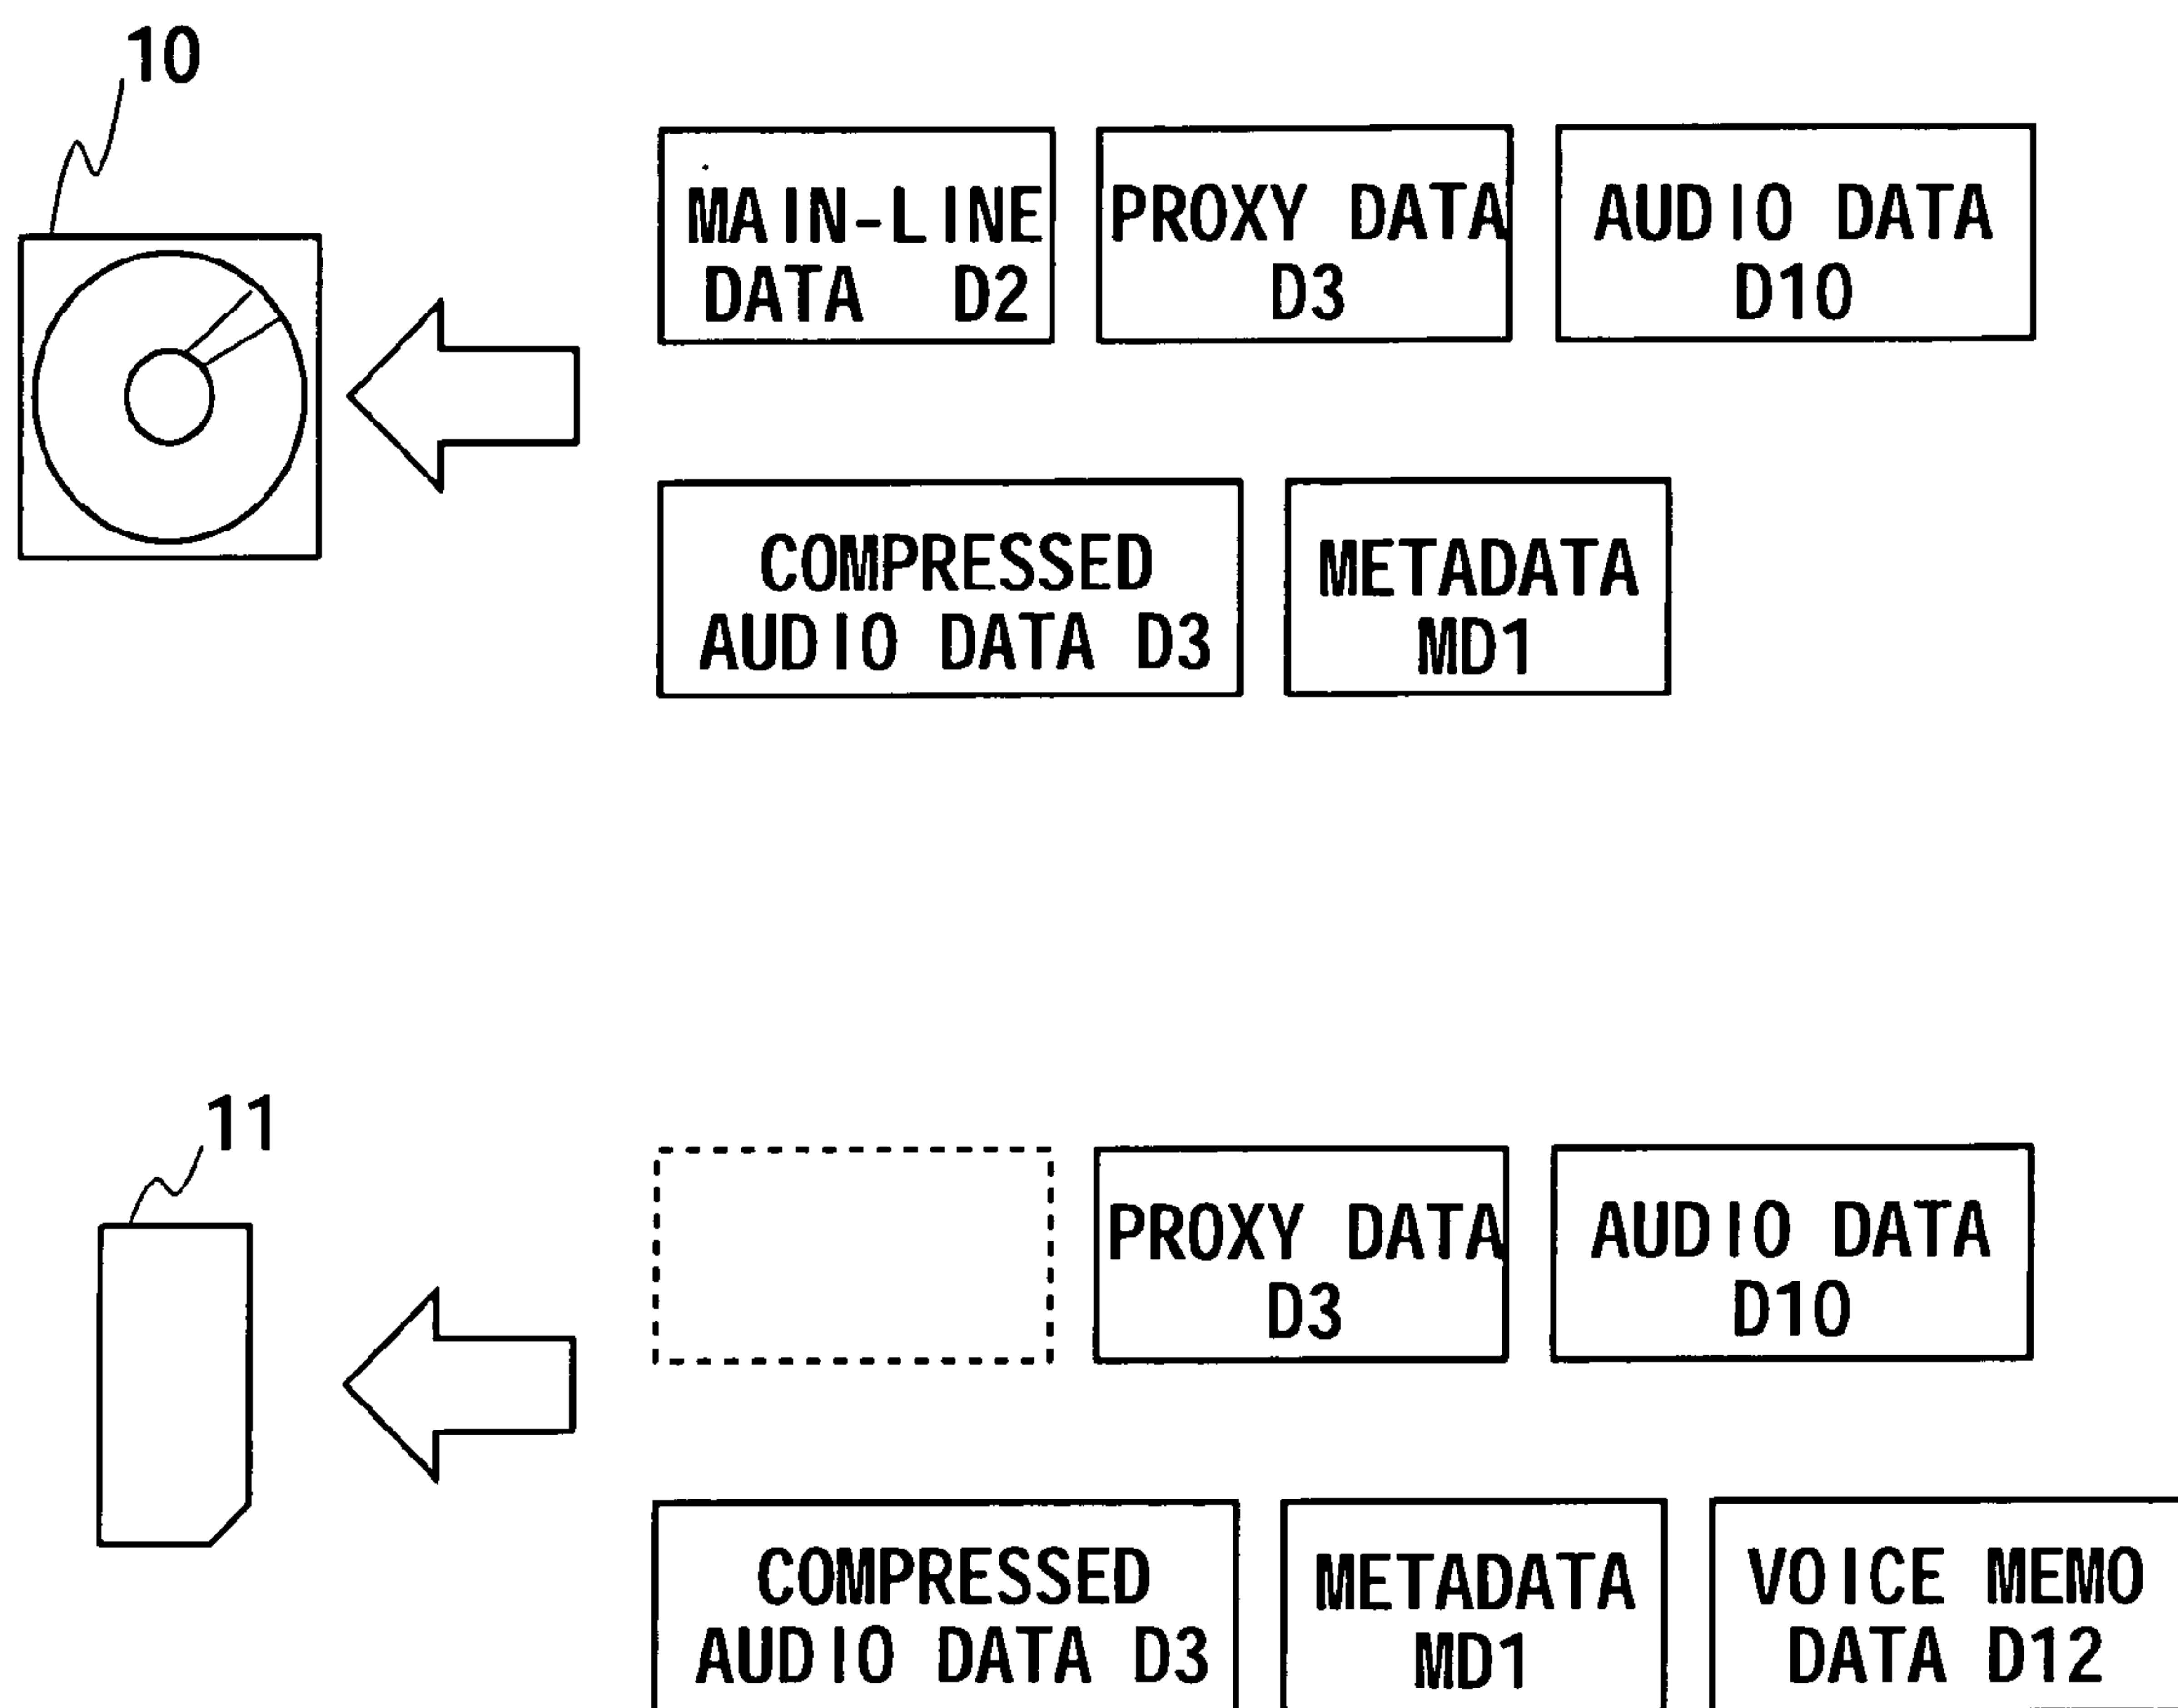 10
MAIN-LINE
DATA D2
PROXY DATA
D3
AUDIO DATA
D10
COMPRESSED
AUDIO DATA D3
METADATA
MD1
11
PROXY DATA
D3
AUDIO DATA
D10
COMPRESSED
AUDIO DATA D3
METADATA
MD1
VOICE MEMO
DATA D12